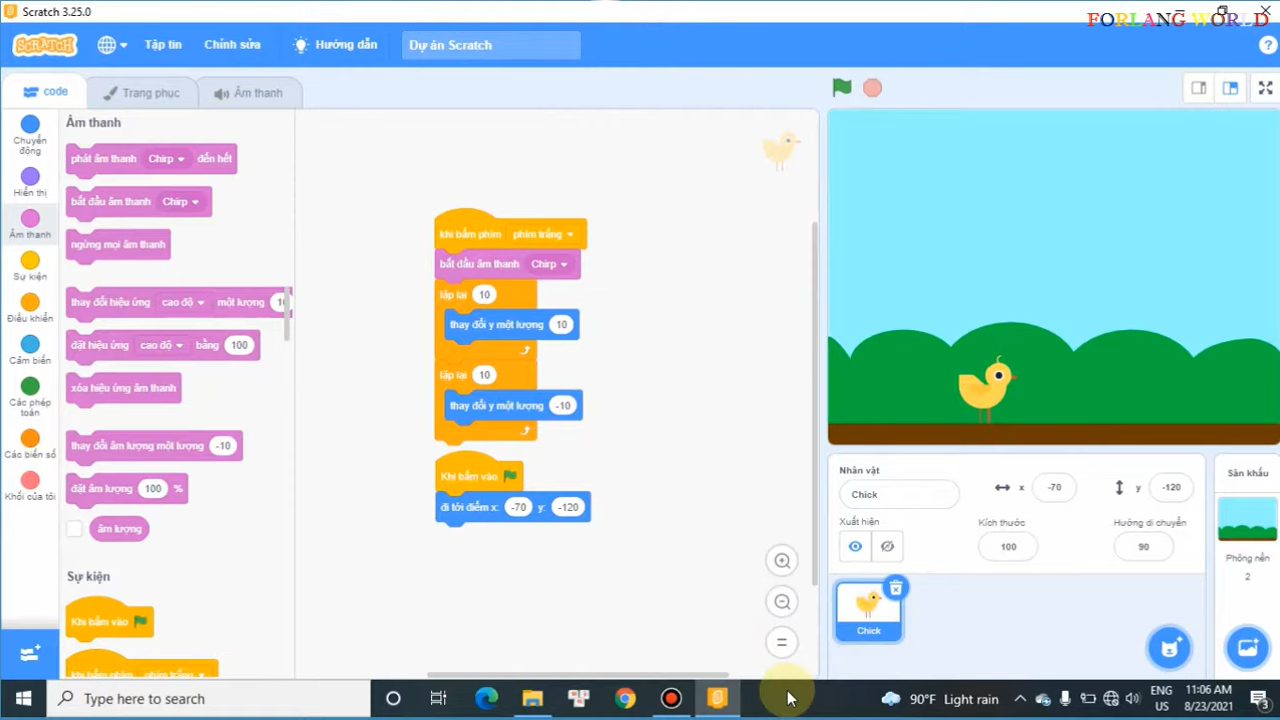 Scratch 3.25.0
FORLANG WORLD
SCRATCH
Tập tin
Chỉnh sửa
Hướng dẫn
Dự án Scratch
code
Trang phục
Âm thanh
Chuyển động
Hiển thị
Âm thanh
Sự kiện
Điều khiển
Cảm biến
Các phép toán
Các biến số
Khối của tôi
Âm thanh
phát âm thanh Chirp đến hết
bắt đầu âm thanh Chirp
ngừng mọi âm thanh
thay đổi hiệu ứng cao độ một lượng
đặt hiệu ứng cao độ bằng 100
xóa hiệu ứng âm thanh
thay đổi âm lượng một lượng -10
đặt âm lượng 100 %
âm lượng
Sự kiện
Khi bấm vào
khi bấm phím phím trắng
bắt đầu âm thanh Chirp
lặp lại 10
thay đổi y một lượng 10
lặp lại 10
thay đổi y một lượng -10
Khi bấm vào
đi tới điểm x: -70 y: -120
Nhân vật
Chick
x -70
y -120
Xuất hiện
Kích thước
100
Hướng di chuyển
90
Chick
Sân khấu
Phông nền
2
Type here to search
90°F Light rain
ENG
US
11:06 AM
8/23/2021
3